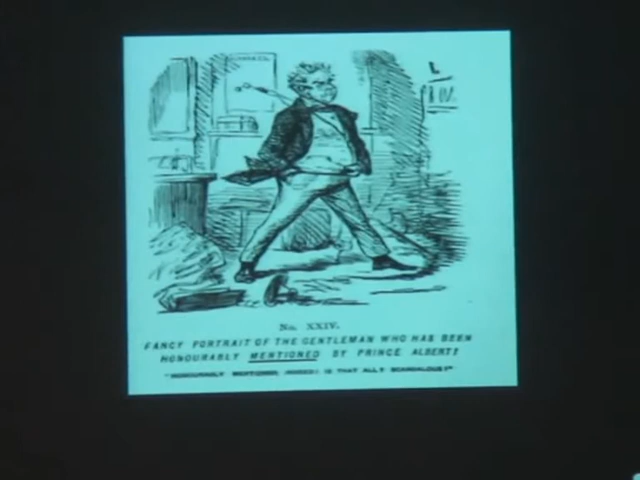 No. XXIV.
FANCY PORTRAIT OF THE GENTLEMAN WHO HAS BEEN
HONOURABLY MENTIONED BY PRINCE ALBERT!
"HONOURABLY MENTIONED, INDEED! IS THAT ALL? SCANDALOUS!"